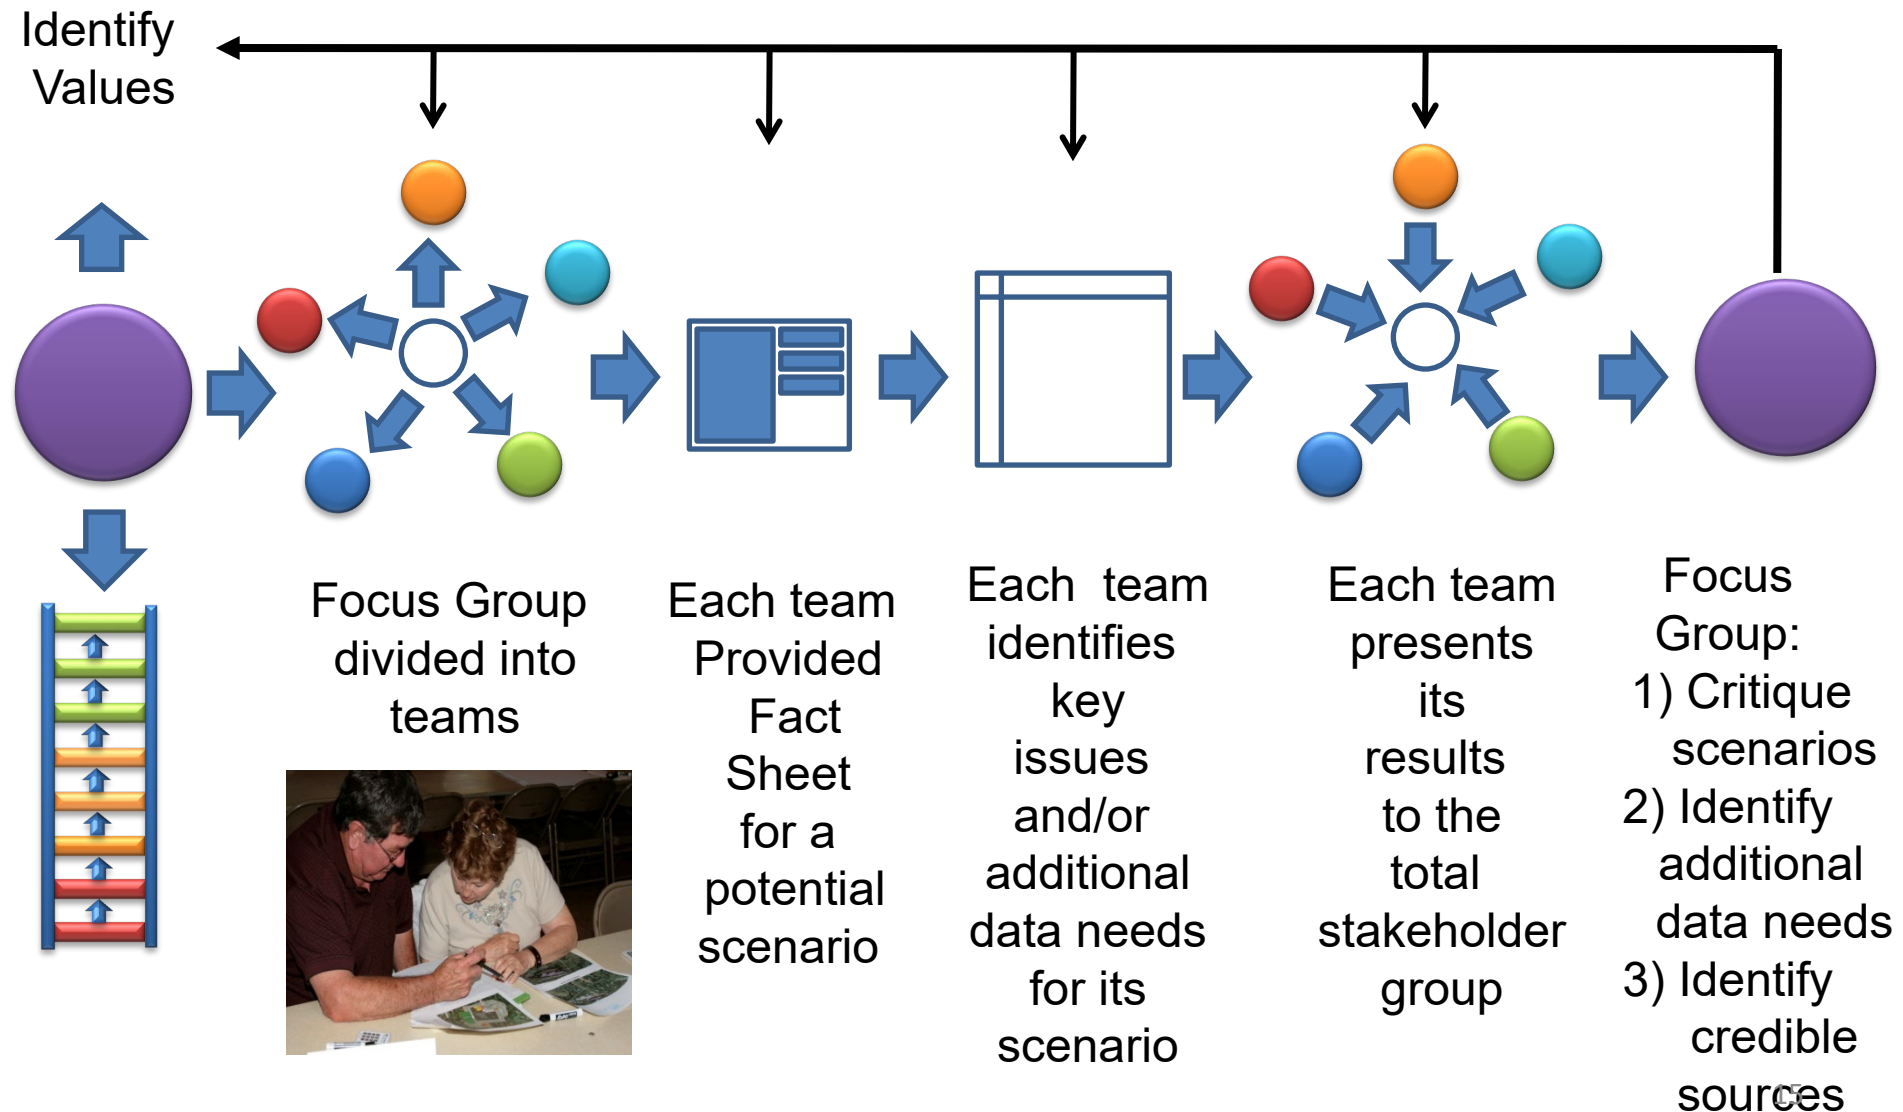 Identify
Values
Focus Group
divided into
teams
Each team
Provided
Fact
Sheet
for a
potential
scenario
Each team
identifies
key
issues
and/or
additional
data needs
for its
scenario
Each team
presents
its
results
to the
total
stakeholder
group
Focus
Group:
1) Critique
scenarios
2) Identify
additional
data needs
3) Identify
credible
sources
15